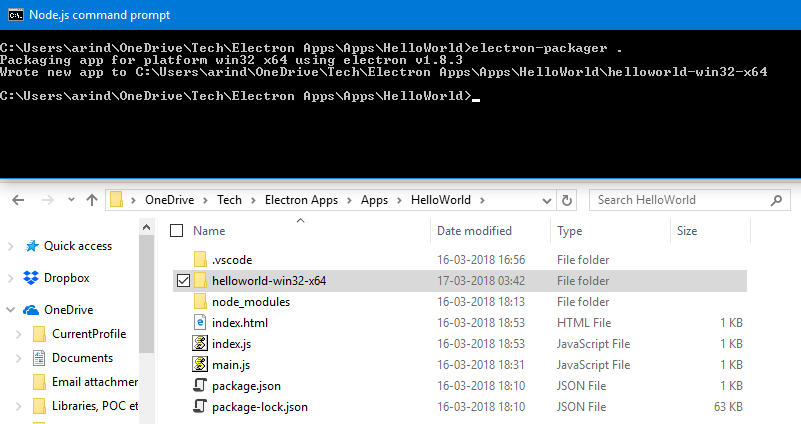 Node.js command prompt
C:\Users\arind\OneDrive\Tech\Electron Apps\Apps\HelloWorld>electron-packager .
Packaging app for platform win32 x64 using electron v1.8.3
Wrote new app to C:\Users\arind\OneDrive\Tech\Electron Apps\Apps\HelloWorld\helloworld-win32-x64
C:\Users\arind\OneDrive\Tech\Electron Apps\Apps\HelloWorld>_
OneDrive > Tech > Electron Apps > Apps > HelloWorld > Search HelloWorld
Name Date modified Type Size
Quick access
Dropbox
OneDrive
CurrentProfile
Documents
Email attachmen
Libraries, POC et
.vscode 16-03-2018 16:56 File folder
helloworld-win32-x64 17-03-2018 03:42 File folder
node_modules 16-03-2018 18:13 File folder
index.html 16-03-2018 18:53 HTML File 1 KB
index.js 16-03-2018 18:53 JavaScript File 1 KB
main.js 16-03-2018 18:31 JavaScript File 1 KB
package.json 16-03-2018 18:10 JSON File 1 KB
package-lock.json 16-03-2018 18:10 JSON File 63 KB